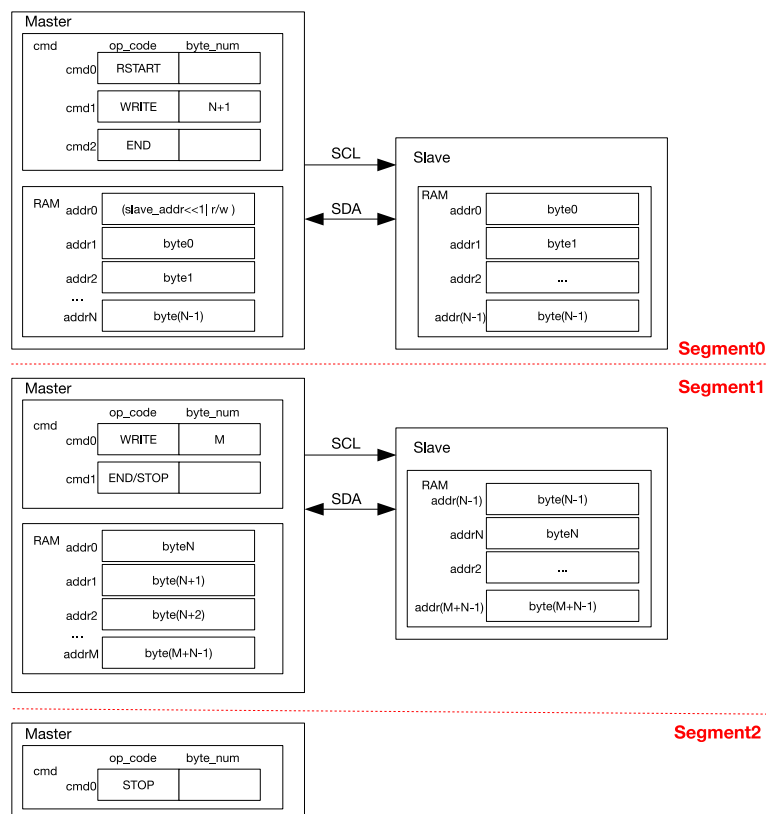 Master
cmd op_code byte_num
cmd0 RSTART
cmd1 WRITE N+1
cmd2 END
RAM addr0 (slave_addr<<1| r/w )
addr1 byte0
addr2 byte1
...
addrN byte(N-1)
SCL
SDA
Slave
RAM
addr0 byte0
addr1 byte1
addr2 ...
addr(N-1) byte(N-1)
Segment0
Segment1
Master
op_code byte_num
cmd
cmd0 WRITE M
cmd1 END/STOP
RAM addr0 byteN
addr1 byte(N+1)
addr2 byte(N+2)
...
addrM byte(M+N-1)
SCL
SDA
Slave
RAM
addr(N-1) byte(N-1)
addrN byteN
addr2 ...
addr(M+N-1) byte(M+N-1)
Segment2
Master
op_code byte_num
cmd
cmd0 STOP